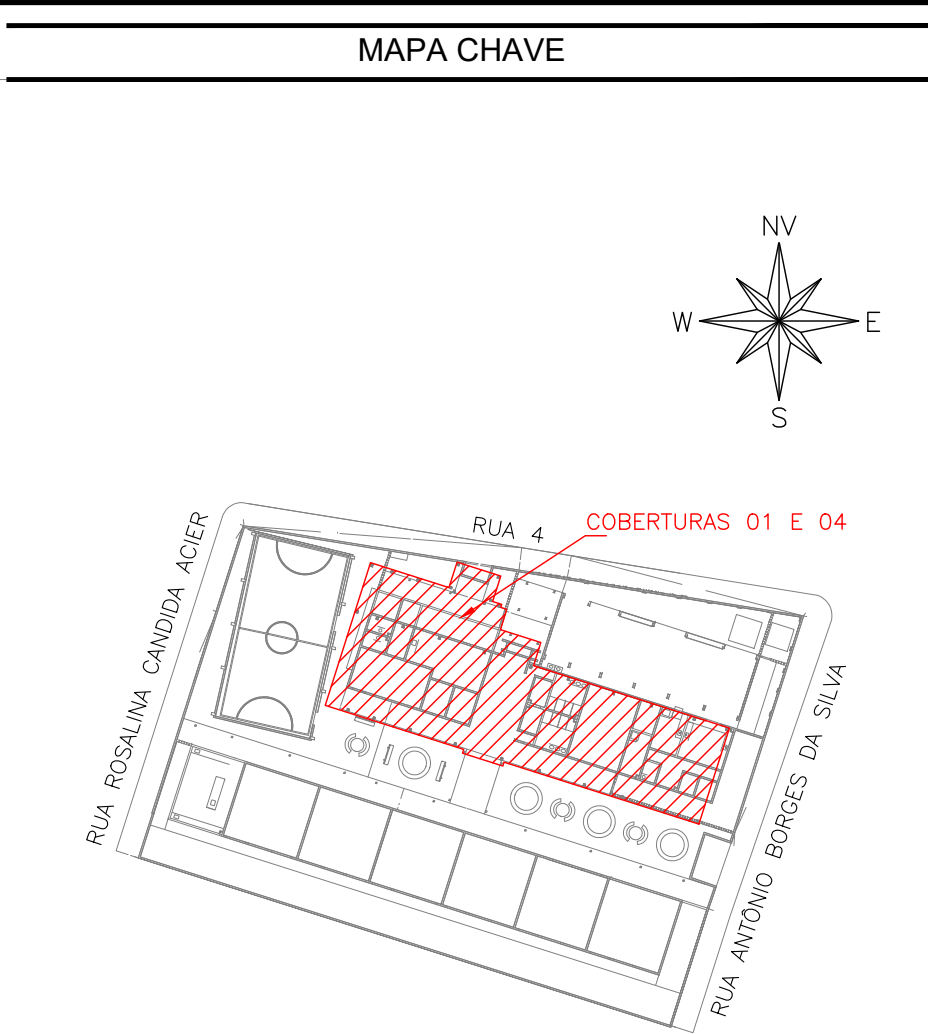 MAPA CHAVE
NV
W
E
S
RUA 4
COBERTURAS 01 E 04
RUA ROSALINA CANDIDA ACIER
RUA ANTÔNIO BORGES DA SILVA